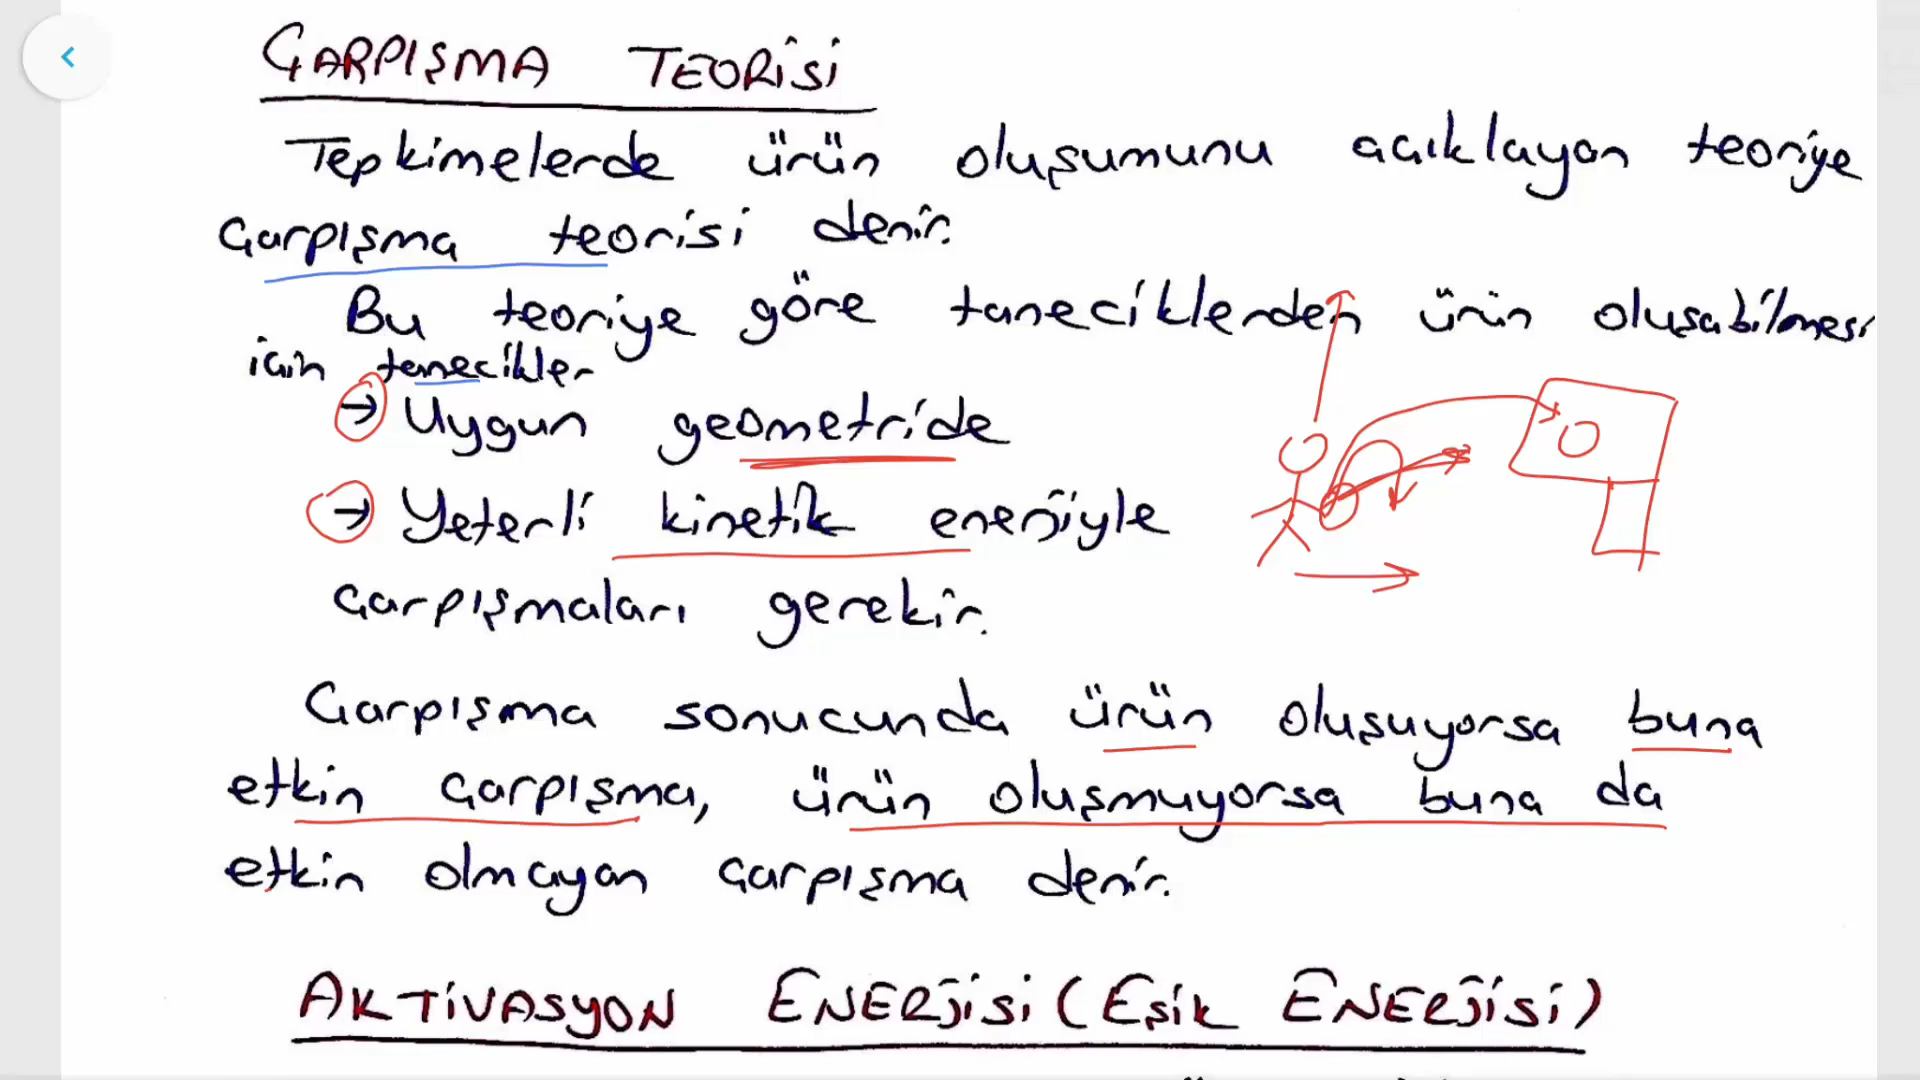 ÇARPIŞMA TEORİSİ
Tepkimelerde ürün oluşumunu açıklayan teoriye
Çarpışma teorisi denir.
Bu teoriye göre taneciklerden ürün oluşabilmesi
için tanecikler
→ Uygun geometride
→ Yeterli kinetik enerjiyle
çarpışmaları gerekir.
Çarpışma sonucunda ürün oluşuyorsa buna
etkin çarpışma, ürün oluşmuyorsa buna da
etkin olmayan çarpışma denir.
AKTİVASYON ENERJİSİ (EŞİK ENERJİSİ)